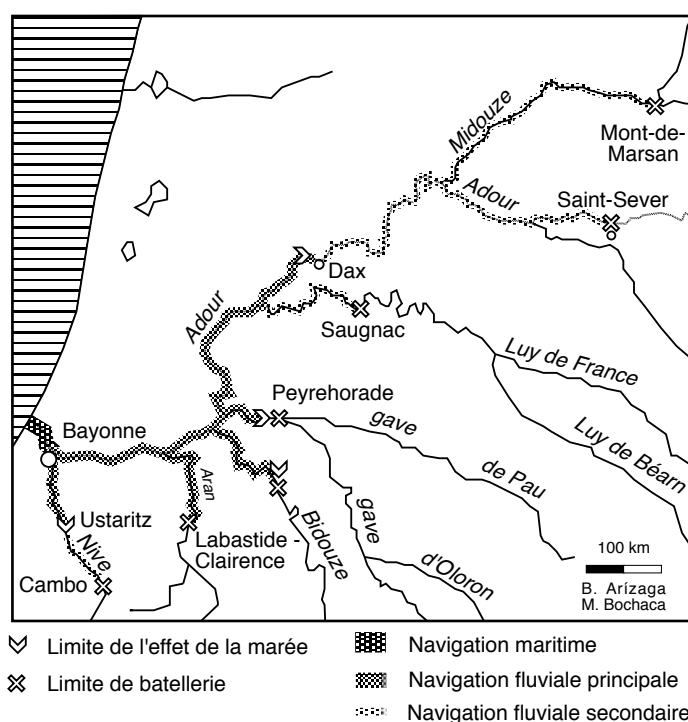 Midouze
Mont-de-
Marsan
Adour
Saint-Sever
Dax
Adour
Saugnac
Luy de France
Peyrehorade
Bayonne
gave
de Pau
Luy de Béarn
Aran
Ustaritz
Nive
Labastide -
Clairence
Bidouze
gave
d'Oloron
Cambo
100 km
B. Arízaga
M. Bochaca
Limite de l'effet de la marée
Limite de batellerie
Navigation maritime
Navigation fluviale principale
Navigation fluviale secondaire